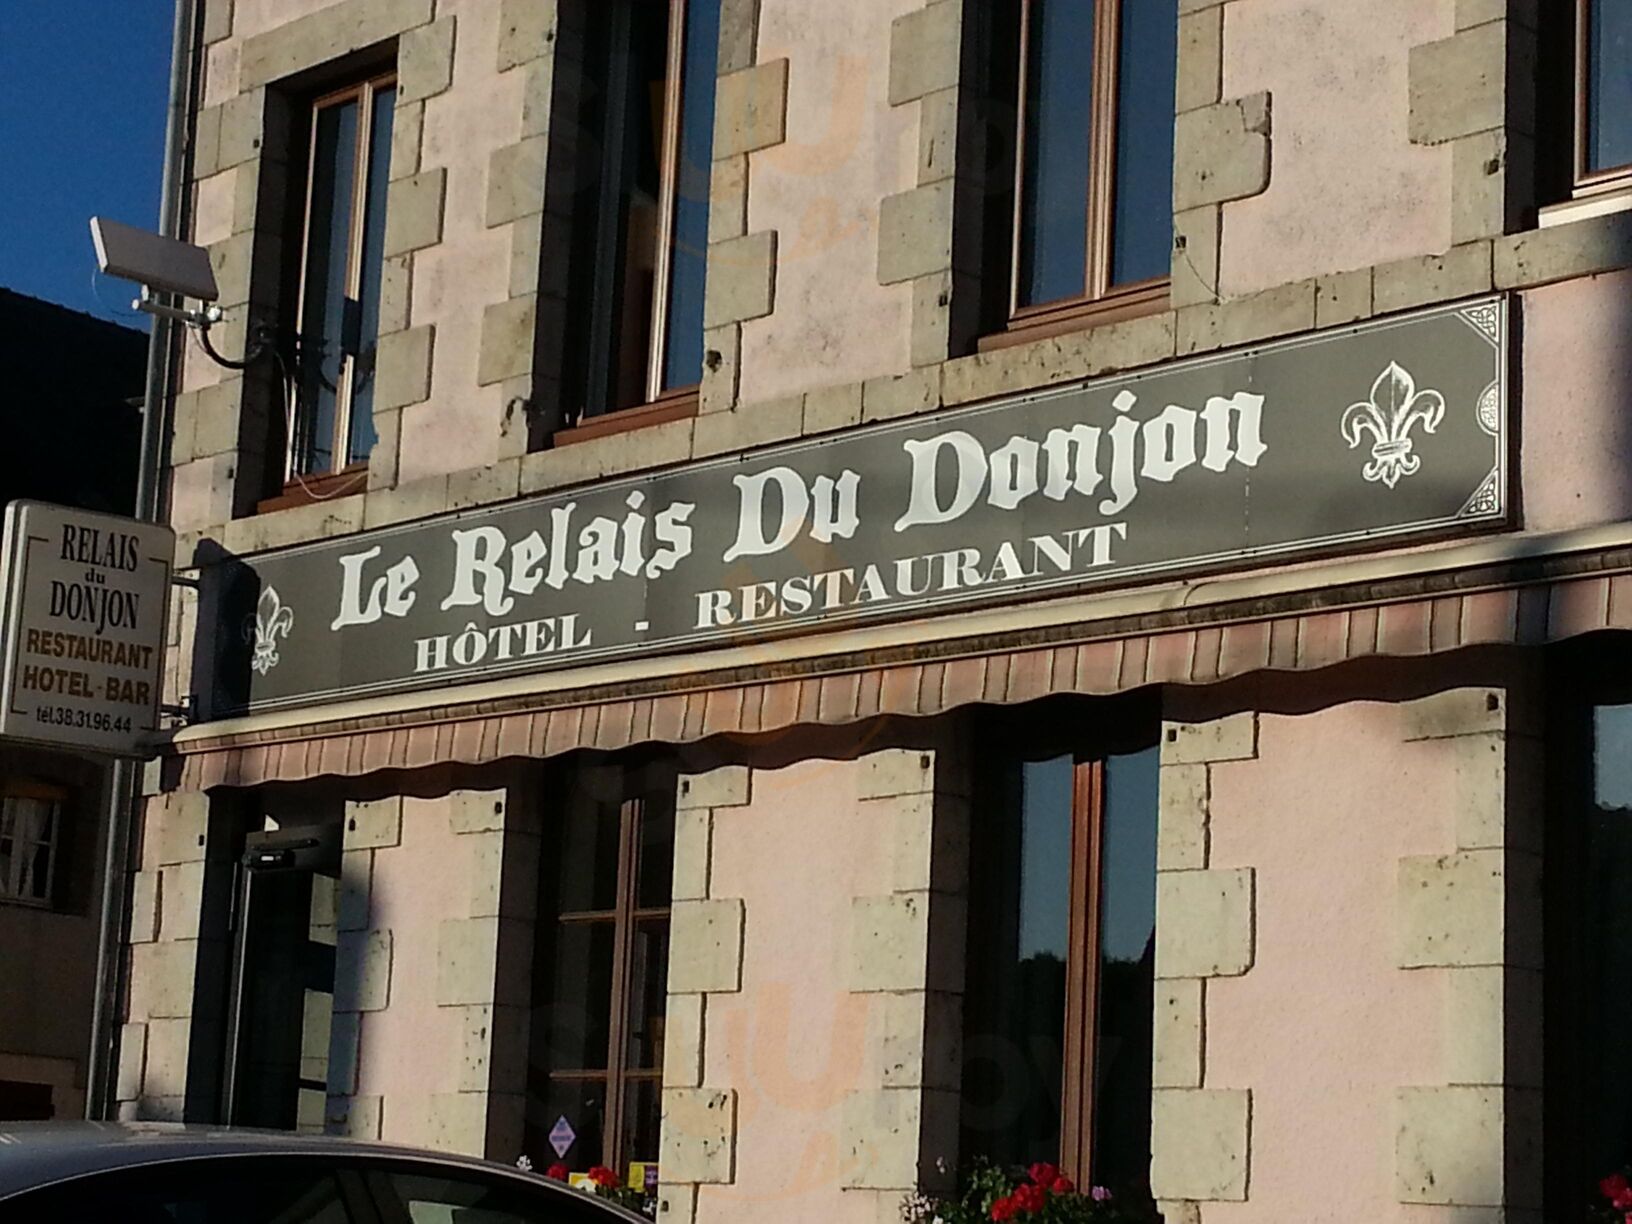 Le Relais Du Donjon
HÔTEL - RESTAURANT
RELAIS
du
DONJON
RESTAURANT
HOTEL-BAR
tél.38.31.96.44